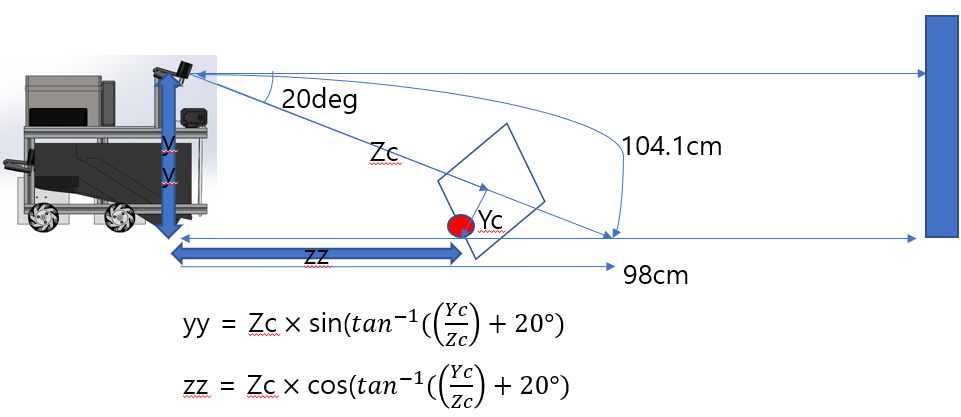 20deg
104.1cm
Zc
yy
Yc
zz
98cm
yy = Zc × sin(tan⁻¹((Yc/Zc) + 20°)
zz = Zc × cos(tan⁻¹((Yc/Zc) + 20°)